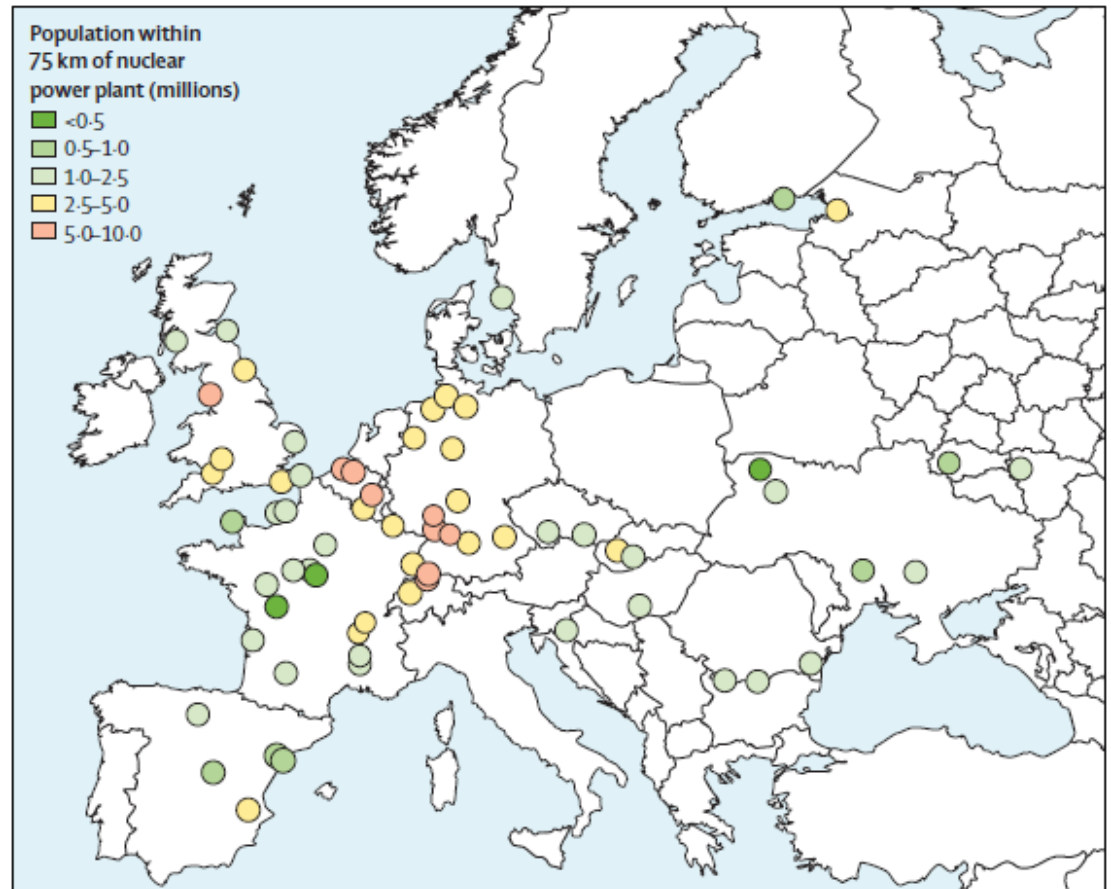 Population within
75 km of nuclear
power plant (millions)
<0·5
0·5–1·0
1·0–2·5
2·5–5·0
5·0–10·0